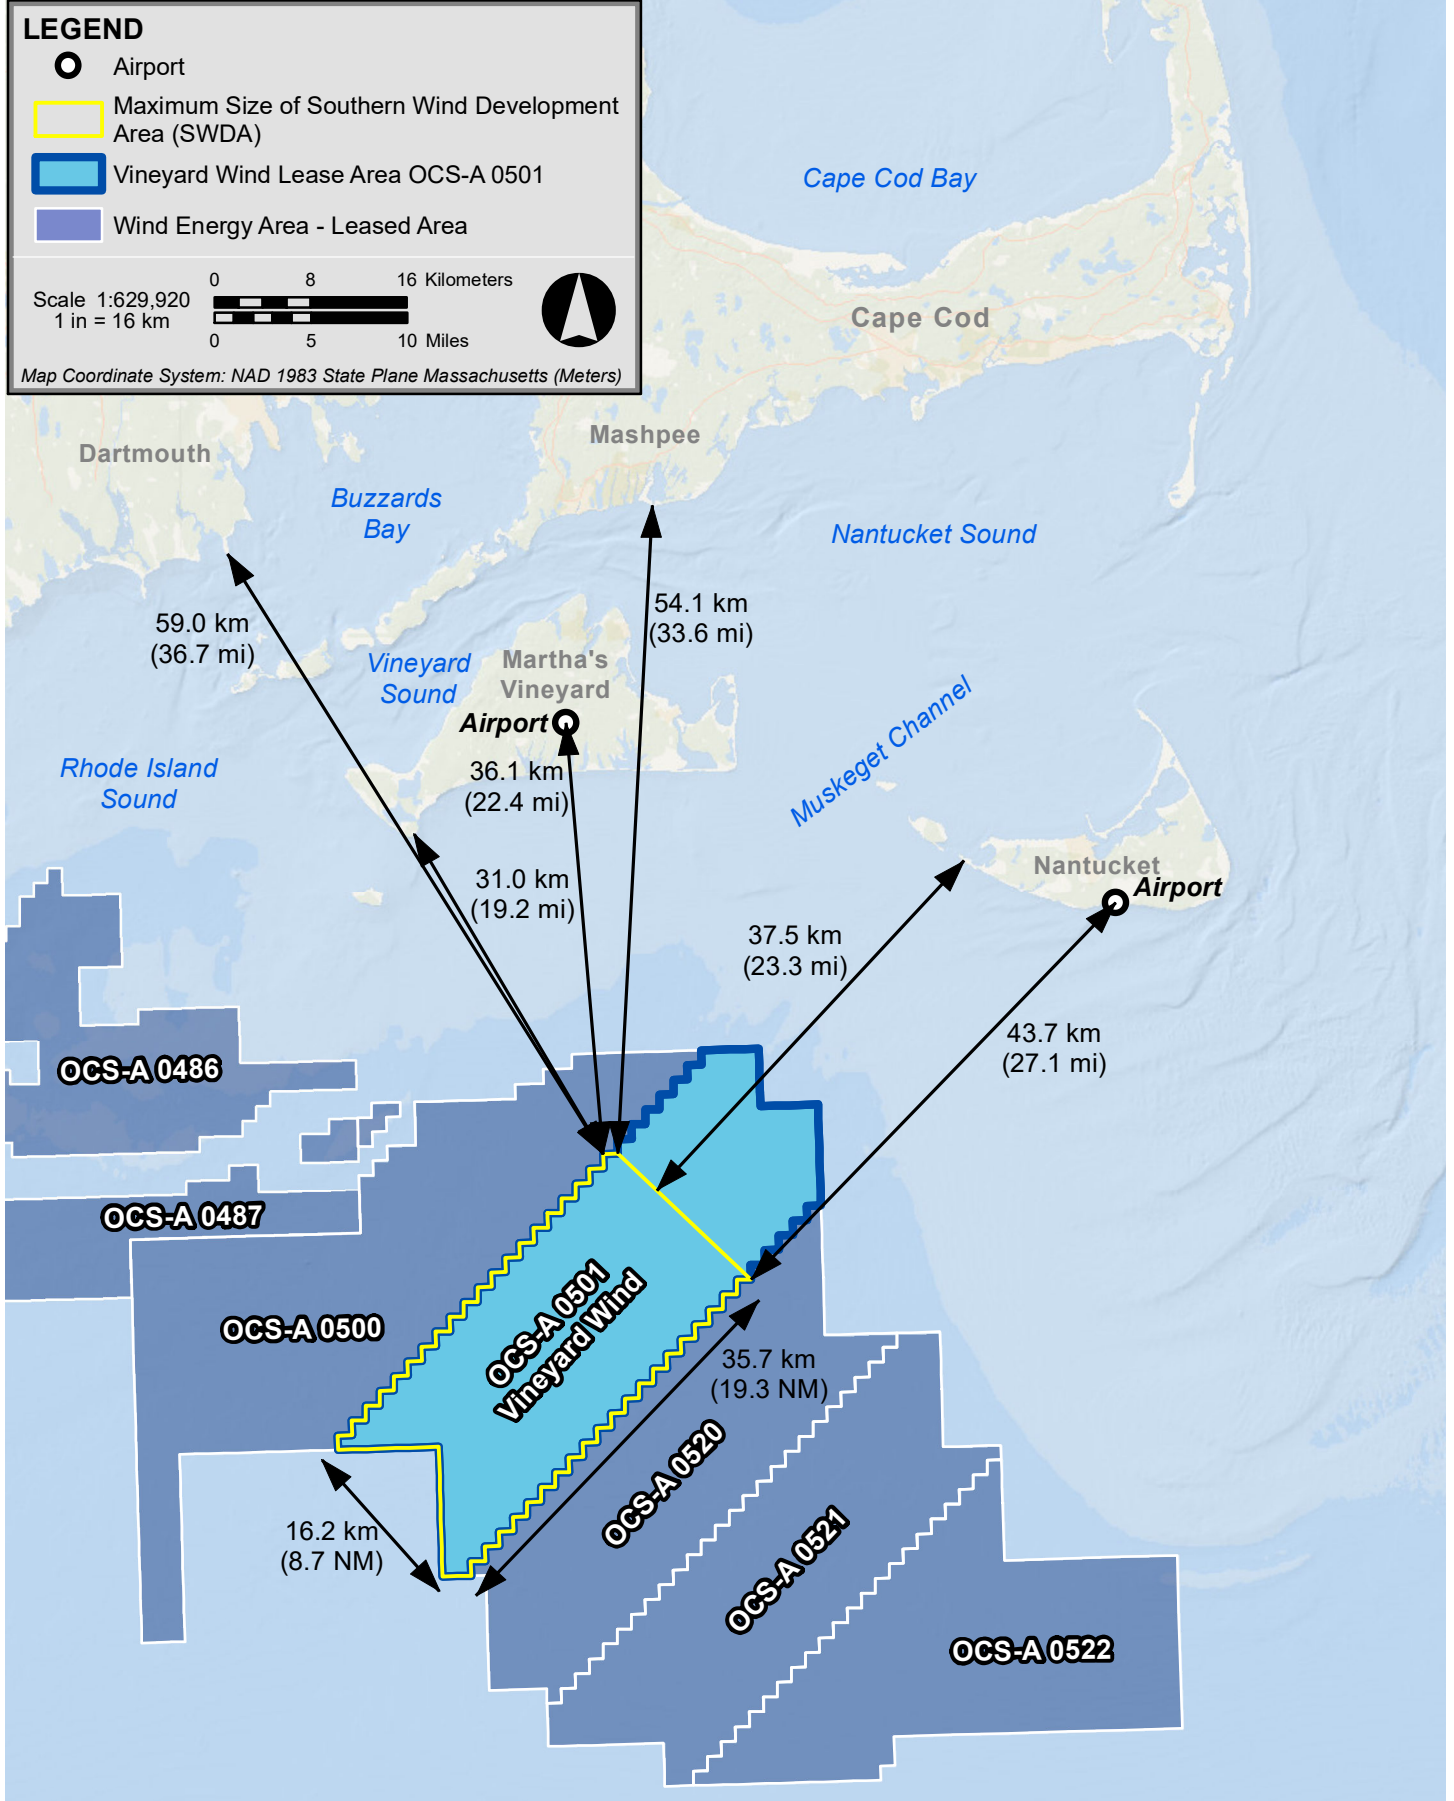 LEGEND
Airport
Maximum Size of Southern Wind Development
Area (SWDA)
Vineyard Wind Lease Area OCS-A 0501
Wind Energy Area - Leased Area
0 8 16 Kilometers
Scale 1:629,920
1 in = 16 km
0 5 10 Miles
Map Coordinate System: NAD 1983 State Plane Massachusetts (Meters)
Cape Cod Bay
Cape Cod
Mashpee
Dartmouth
Buzzards
Bay
Nantucket Sound
59.0 km
(36.7 mi)
54.1 km
(33.6 mi)
Vineyard
Sound
Martha's
Vineyard
Airport
Rhode Island
Sound
36.1 km
(22.4 mi)
Muskeget Channel
31.0 km
(19.2 mi)
Nantucket
Airport
37.5 km
(23.3 mi)
43.7 km
(27.1 mi)
OCS-A 0486
OCS-A 0487
OCS-A 0500
OCS-A 0501
Vineyard Wind
35.7 km
(19.3 NM)
OCS-A 0520
16.2 km
(8.7 NM)
OCS-A 0521
OCS-A 0522